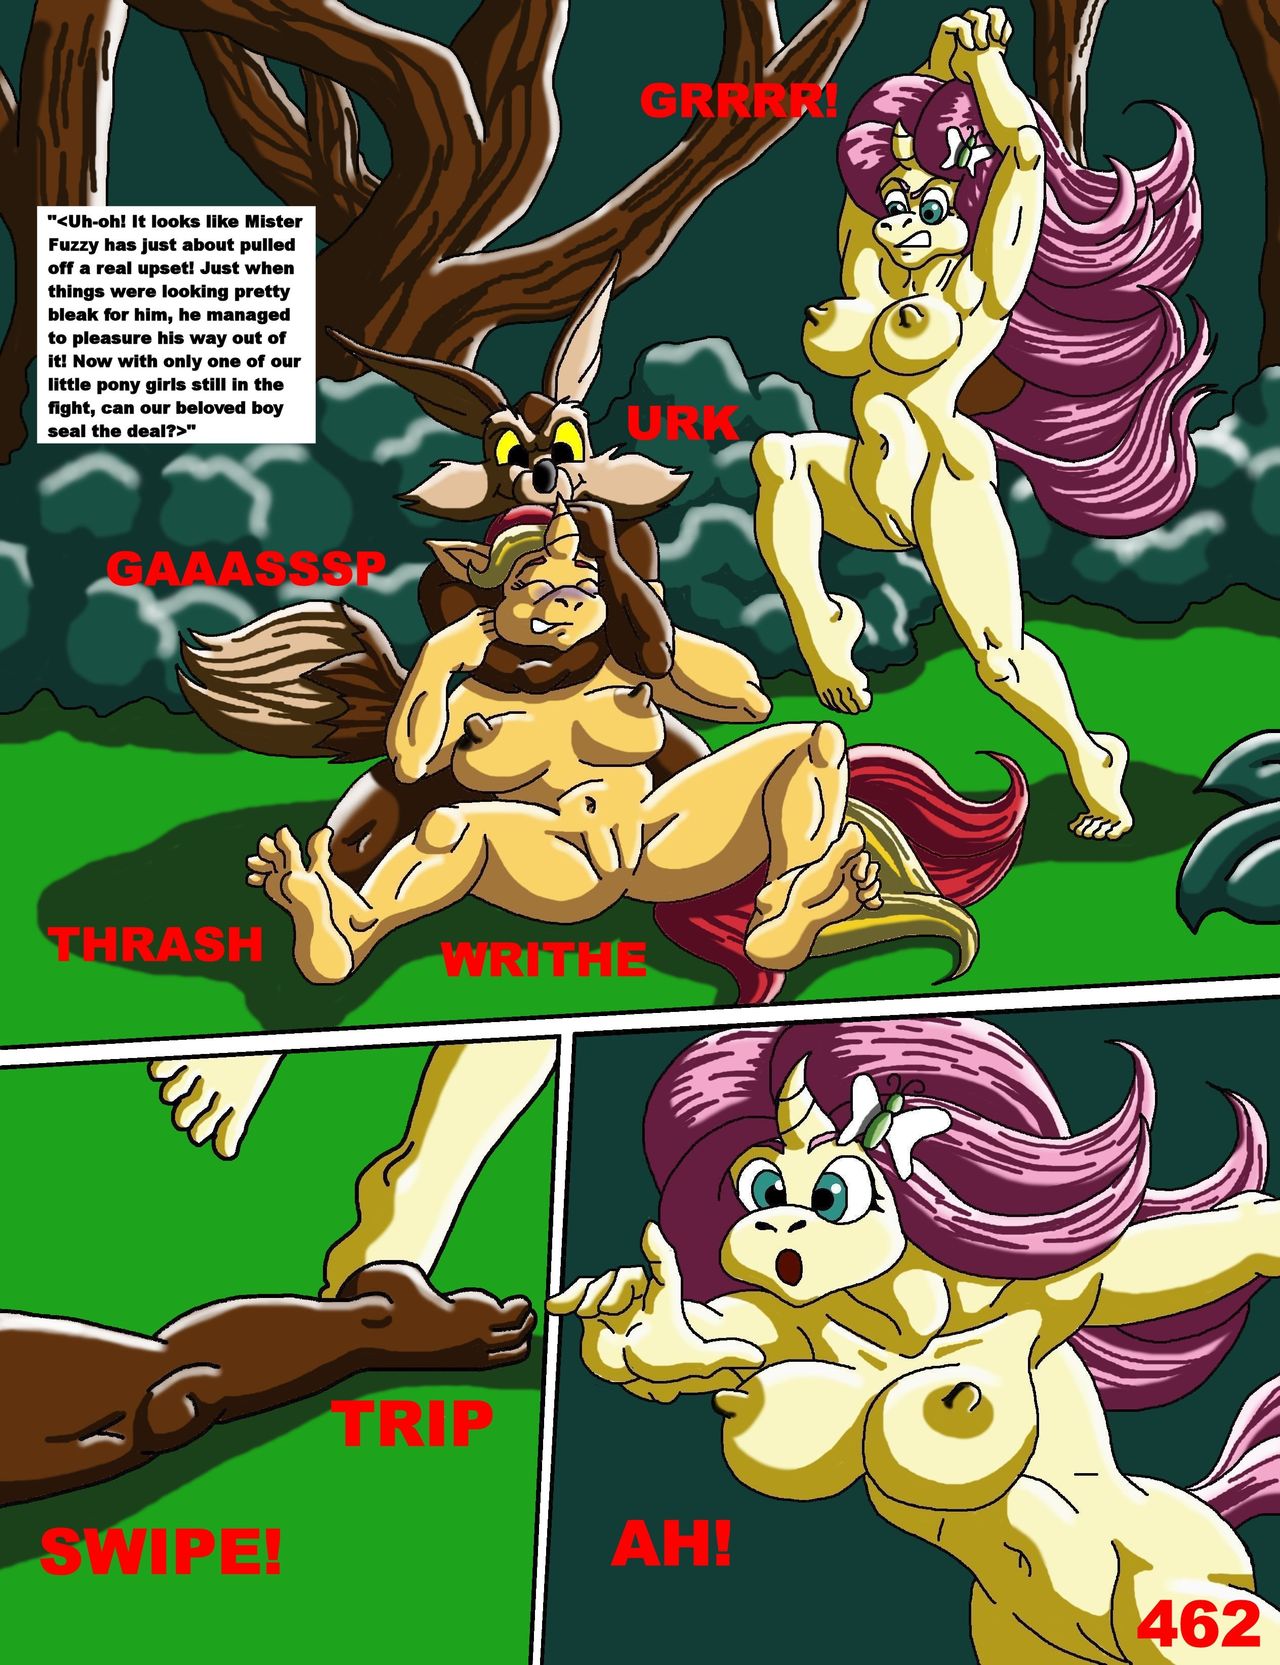 GRRRR!
"<Uh-oh! It looks like Mister
Fuzzy has just about pulled
off a real upset! Just when
things were looking pretty
bleak for him, he managed
to pleasure his way out of
it! Now with only one of our
little pony girls still in the
fight, can our beloved boy
seal the deal?>"
URK
GAAASSSP
THRASH
WRITHE
TRIP
SWIPE!
AH!
462